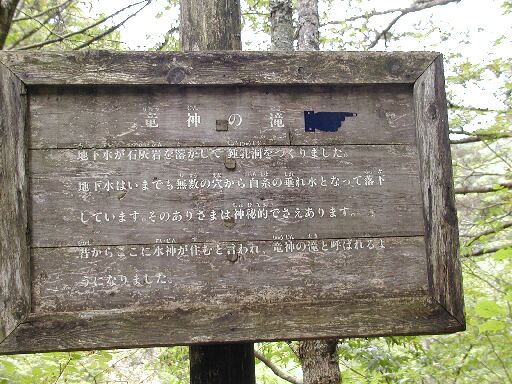 竜神の滝
地下水が石灰岩を溶かして鍾乳洞をつくりました。
地下水はいまでも無数の穴から白糸の垂れ水となって落下
しています。そのありさまは神秘的でさえあります。
昔からここに水神が住むと言われ、竜神の滝と呼ばれるよ
うになりました。